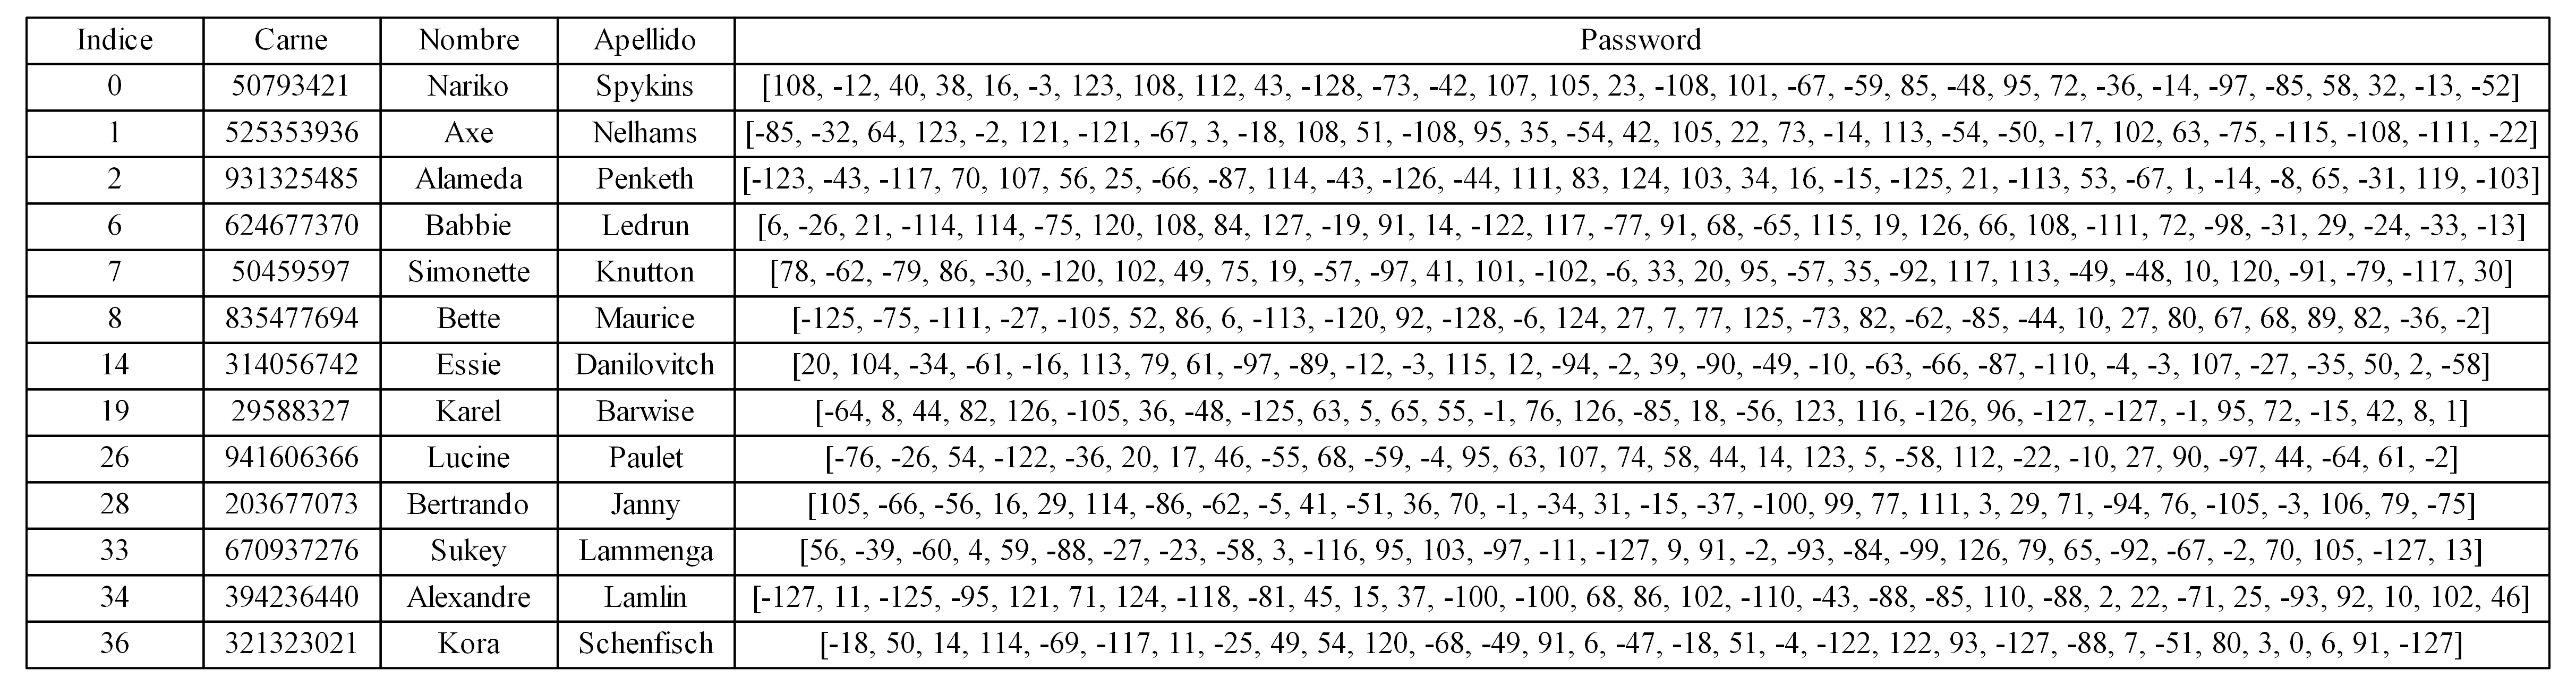 Indice Carne Nombre Apellido Password
0 50793421 Nariko Spykins [108, -12, 40, 38, 16, -3, 123, 108, 112, 43, -128, -73, -42, 107, 105, 23, -108, 101, -67, -59, 85, -48, 95, 72, -36, -14, -97, -85, 58, 32, -13, -52]
1 525353936 Axe Nelhams [-85, -32, 64, 123, -2, 121, -121, -67, 3, -18, 108, 51, -108, 95, 35, -54, 42, 105, 22, 73, -14, 113, -54, -50, -17, 102, 63, -75, -115, -108, -111, -22]
2 931325485 Alameda Penketh [-123, -43, -117, 70, 107, 56, 25, -66, -87, 114, -43, -126, -44, 111, 83, 124, 103, 34, 16, -15, -125, 21, -113, 53, -67, 1, -14, -8, 65, -31, 119, -103]
6 624677370 Babbie Ledrun [6, -26, 21, -114, 114, -75, 120, 108, 84, 127, -19, 91, 14, -122, 117, -77, 91, 68, -65, 115, 19, 126, 66, 108, -111, 72, -98, -31, 29, -24, -33, -13]
7 50459597 Simonette Knutton [78, -62, -79, 86, -30, -120, 102, 49, 75, 19, -57, -97, 41, 101, -102, -6, 33, 20, 95, -57, 35, -92, 117, 113, -49, -48, 10, 120, -91, -79, -117, 30]
8 835477694 Bette Maurice [-125, -75, -111, -27, -105, 52, 86, 6, -113, -120, 92, -128, -6, 124, 27, 7, 77, 125, -73, 82, -62, -85, -44, 10, 27, 80, 67, 68, 89, 82, -36, -2]
14 314056742 Essie Danilovitch [20, 104, -34, -61, -16, 113, 79, 61, -97, -89, -12, -3, 115, 12, -94, -2, 39, -90, -49, -10, -63, -66, -87, -110, -4, -3, 107, -27, -35, 50, 2, -58]
19 29588327 Karel Barwise [-64, 8, 44, 82, 126, -105, 36, -48, -125, 63, 5, 65, 55, -1, 76, 126, -85, 18, -56, 123, 116, -126, 96, -127, -127, -1, 95, 72, -15, 42, 8, 1]
26 941606366 Lucine Paulet [-76, -26, 54, -122, -36, 20, 17, 46, -55, 68, -59, -4, 95, 63, 107, 74, 58, 44, 14, 123, 5, -58, 112, -22, -10, 27, 90, -97, 44, -64, 61, -2]
28 203677073 Bertrando Janny [105, -66, -56, 16, 29, 114, -86, -62, -5, 41, -51, 36, 70, -1, -34, 31, -15, -37, -100, 99, 77, 111, 3, 29, 71, -94, 76, -105, -3, 106, 79, -75]
33 670937276 Sukey Lammenga [56, -39, -60, 4, 59, -88, -27, -23, -58, 3, -116, 95, 103, -97, -11, -127, 9, 91, -2, -93, -84, -99, 126, 79, 65, -92, -67, -2, 70, 105, -127, 13]
34 394236440 Alexandre Lamlin [-127, 11, -125, -95, 121, 71, 124, -118, -81, 45, 15, 37, -100, -100, 68, 86, 102, -110, -43, -88, -85, 110, -88, 2, 22, -71, 25, -93, 92, 10, 102, 46]
36 321323021 Kora Schenfisch [-18, 50, 14, 114, -69, -117, 11, -25, 49, 54, 120, -68, -49, 91, 6, -47, -18, 51, -4, -122, 122, 93, -127, -88, 7, -51, 80, 3, 0, 6, 91, -127]